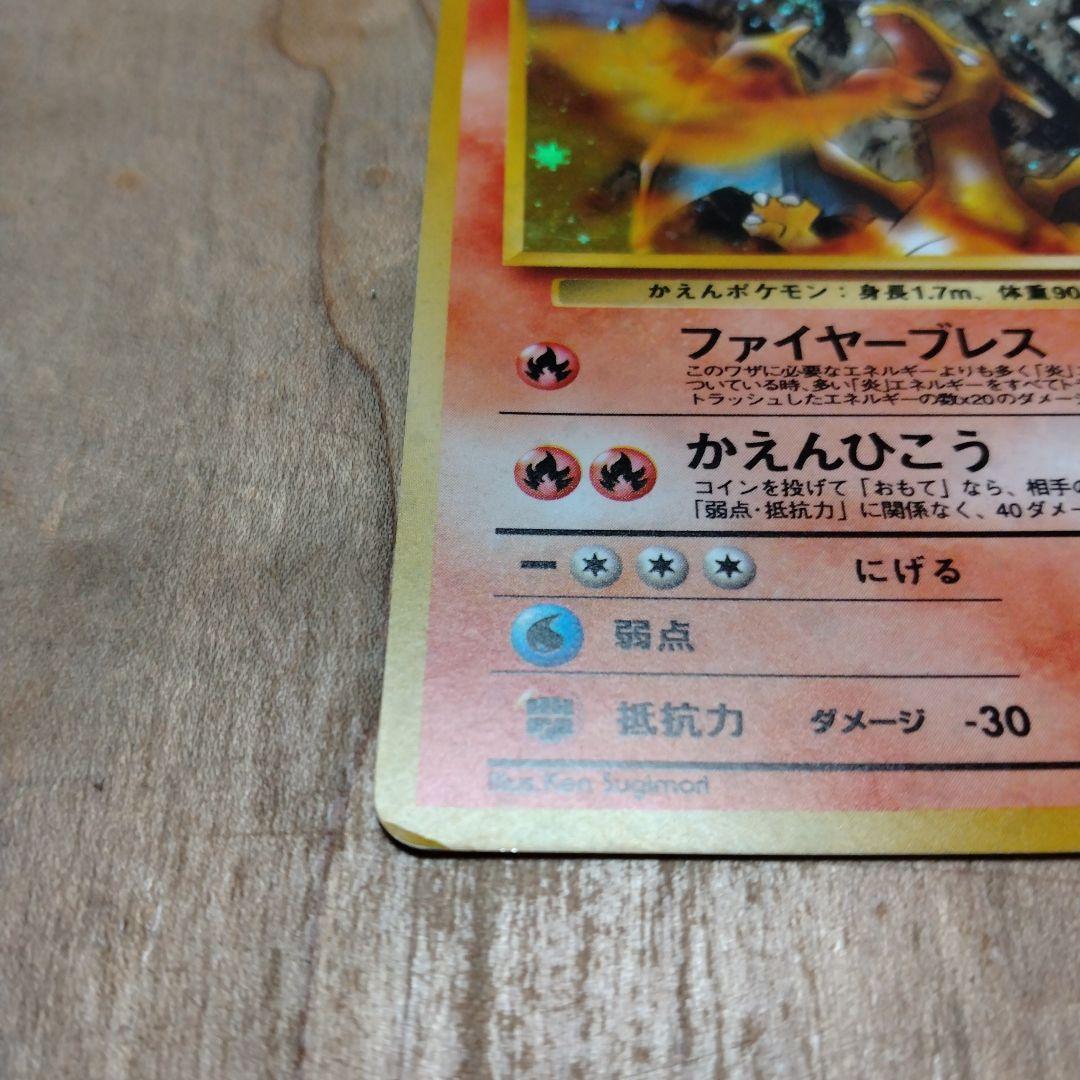 かえんポケモン:身長1.7m、体重90
ファイヤーブレス
このワザに必要なエネルギーよりも多く「炎」
ついている時、多い「炎」エネルギーをすべてト
トラッシュしたエネルギーの数×20のダメー
かえんひこう
コインを投げて「おもて」なら、相手の
「弱点・抵抗力」に関係なく、40ダメー
にげる
弱点
抵抗力 ダメージ -30
Illus. Ken Sugimori